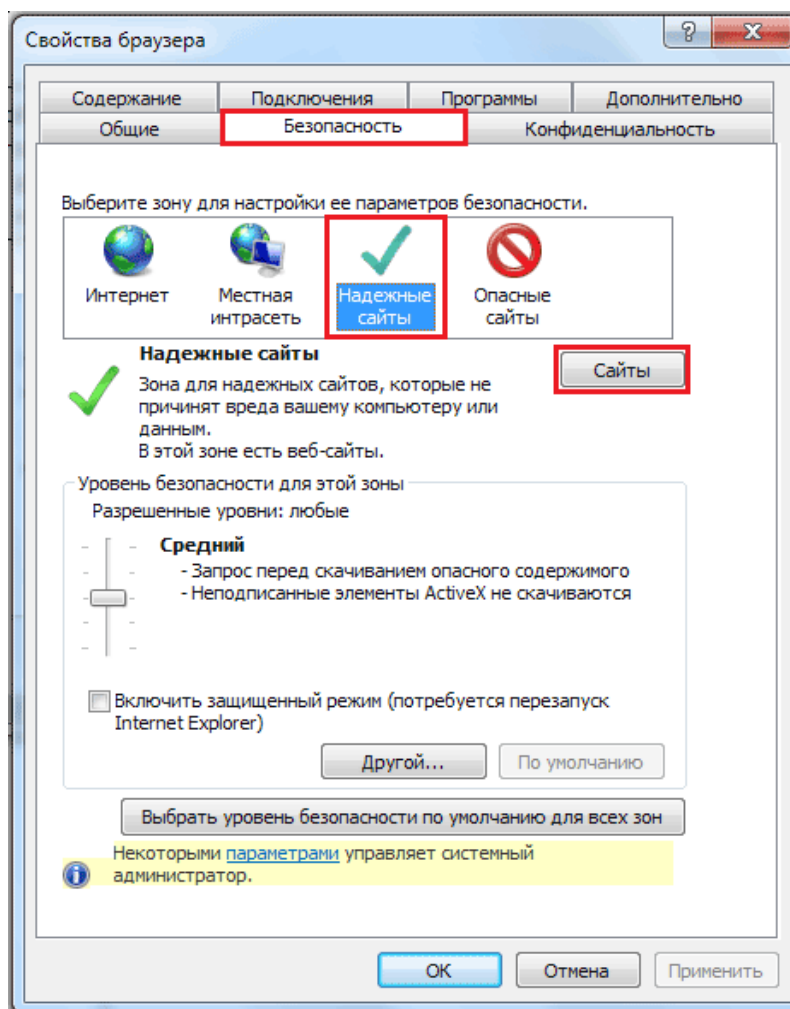 Свойства браузера
Содержание Подключения Программы Дополнительно
Общие Безопасность Конфиденциальность
Выберите зону для настройки ее параметров безопасности.
Интернет Местная интрасеть Надежные сайты Опасные сайты
Надежные сайты
Сайты
Зона для надежных сайтов, которые не
причинят вреда вашему компьютеру или
данным.
В этой зоне есть веб-сайты.
Уровень безопасности для этой зоны
Разрешенные уровни: любые
Средний
- Запрос перед скачиванием опасного содержимого
- Неподписанные элементы ActiveX не скачиваются
Включить защищенный режим (потребуется перезапуск
Internet Explorer)
Другой... По умолчанию
Выбрать уровень безопасности по умолчанию для всех зон
Некоторыми параметрами управляет системный
администратор.
ОК Отмена Применить